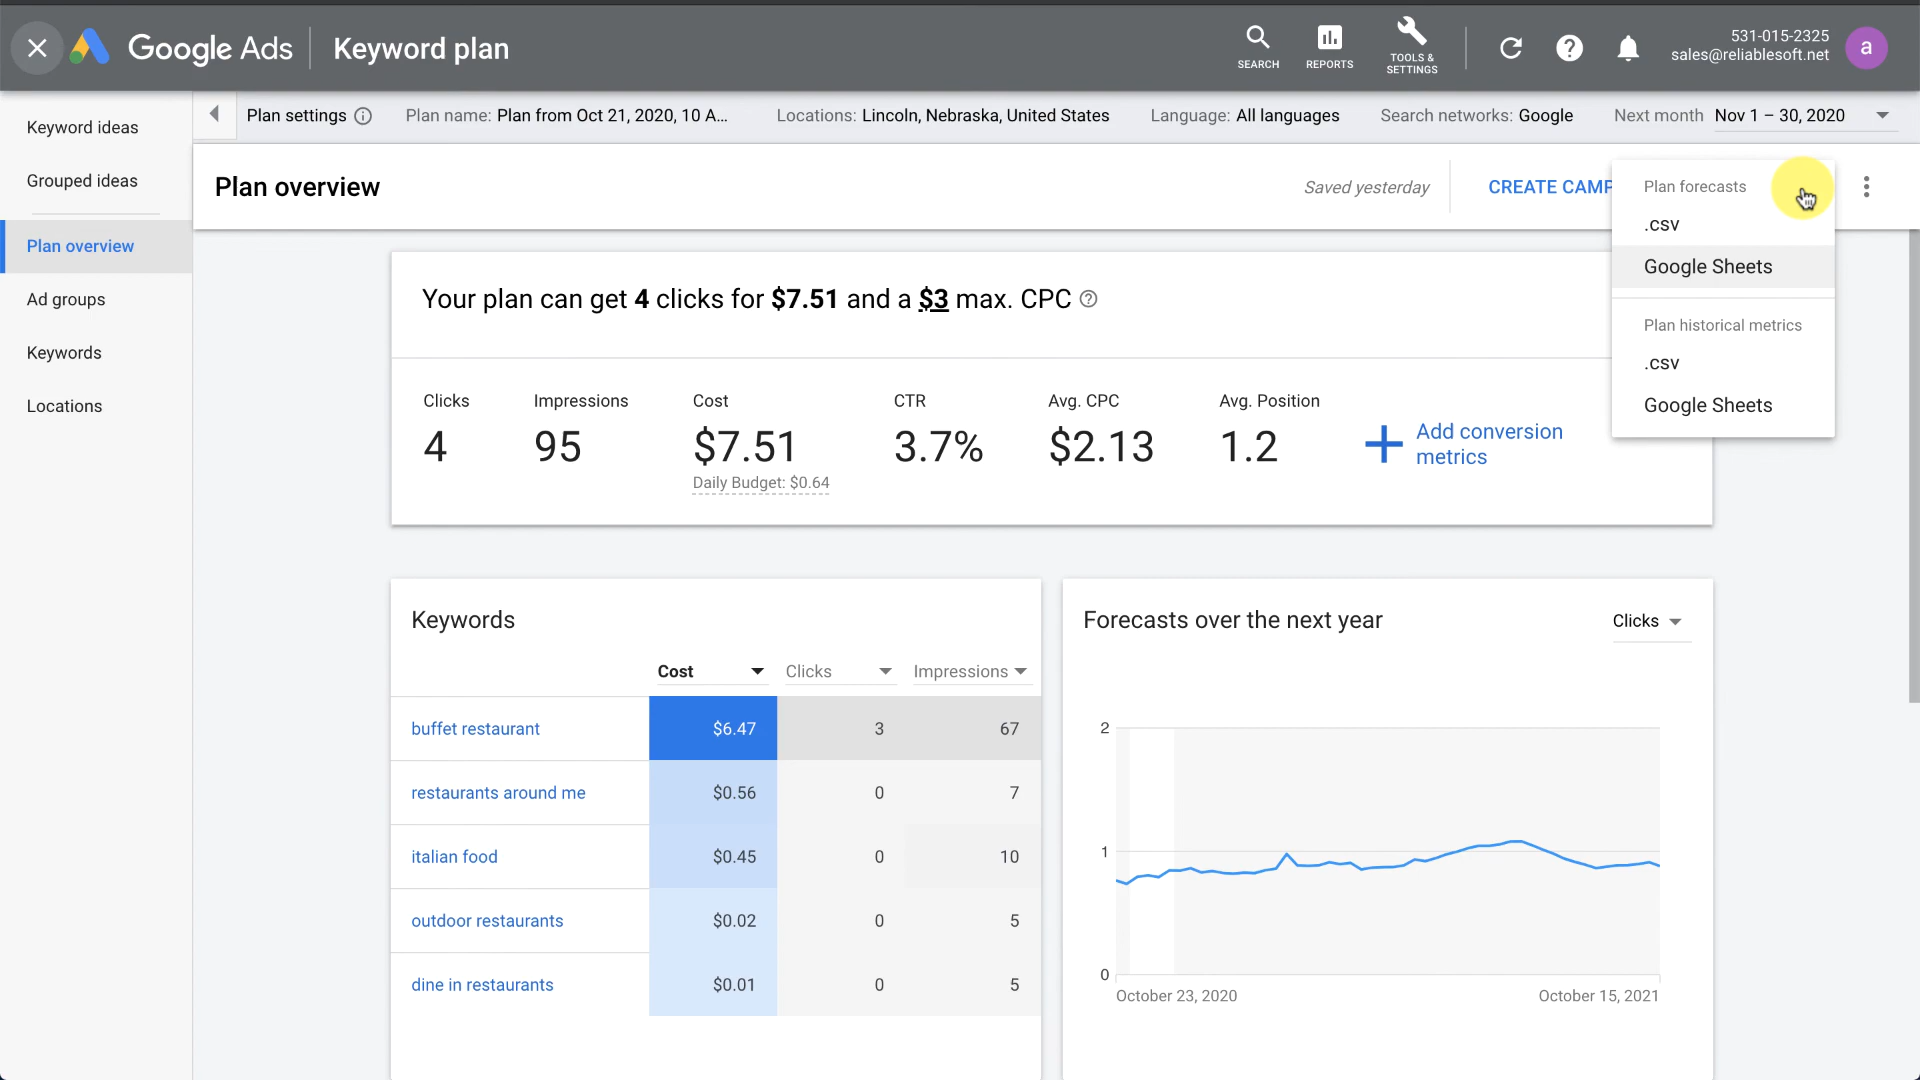 Google Ads
Keyword plan
SEARCH
REPORTS
TOOLS &
SETTINGS
531-015-2325
sales@reliablesoft.net
a
Keyword ideas
Grouped ideas
Plan overview
Ad groups
Keywords
Locations
Plan settings
Plan name: Plan from Oct 21, 2020, 10 A...
Locations: Lincoln, Nebraska, United States
Language: All languages
Search networks: Google
Next month Nov 1 – 30, 2020
Plan overview
Saved yesterday
CREATE CAMP
Plan forecasts
.csv
Google Sheets
Plan historical metrics
.csv
Google Sheets
Your plan can get 4 clicks for $7.51 and a $3 max. CPC
Clicks
4
Impressions
95
Cost
$7.51
Daily Budget: $0.64
CTR
3.7%
Avg. CPC
$2.13
Avg. Position
1.2
Add conversion
metrics
Keywords
Cost Clicks Impressions
buffet restaurant $6.47 3 67
restaurants around me $0.56 0 7
italian food $0.45 0 10
outdoor restaurants $0.02 0 5
dine in restaurants $0.01 0 5
Forecasts over the next year
Clicks
2
1
0
October 23, 2020 October 15, 2021